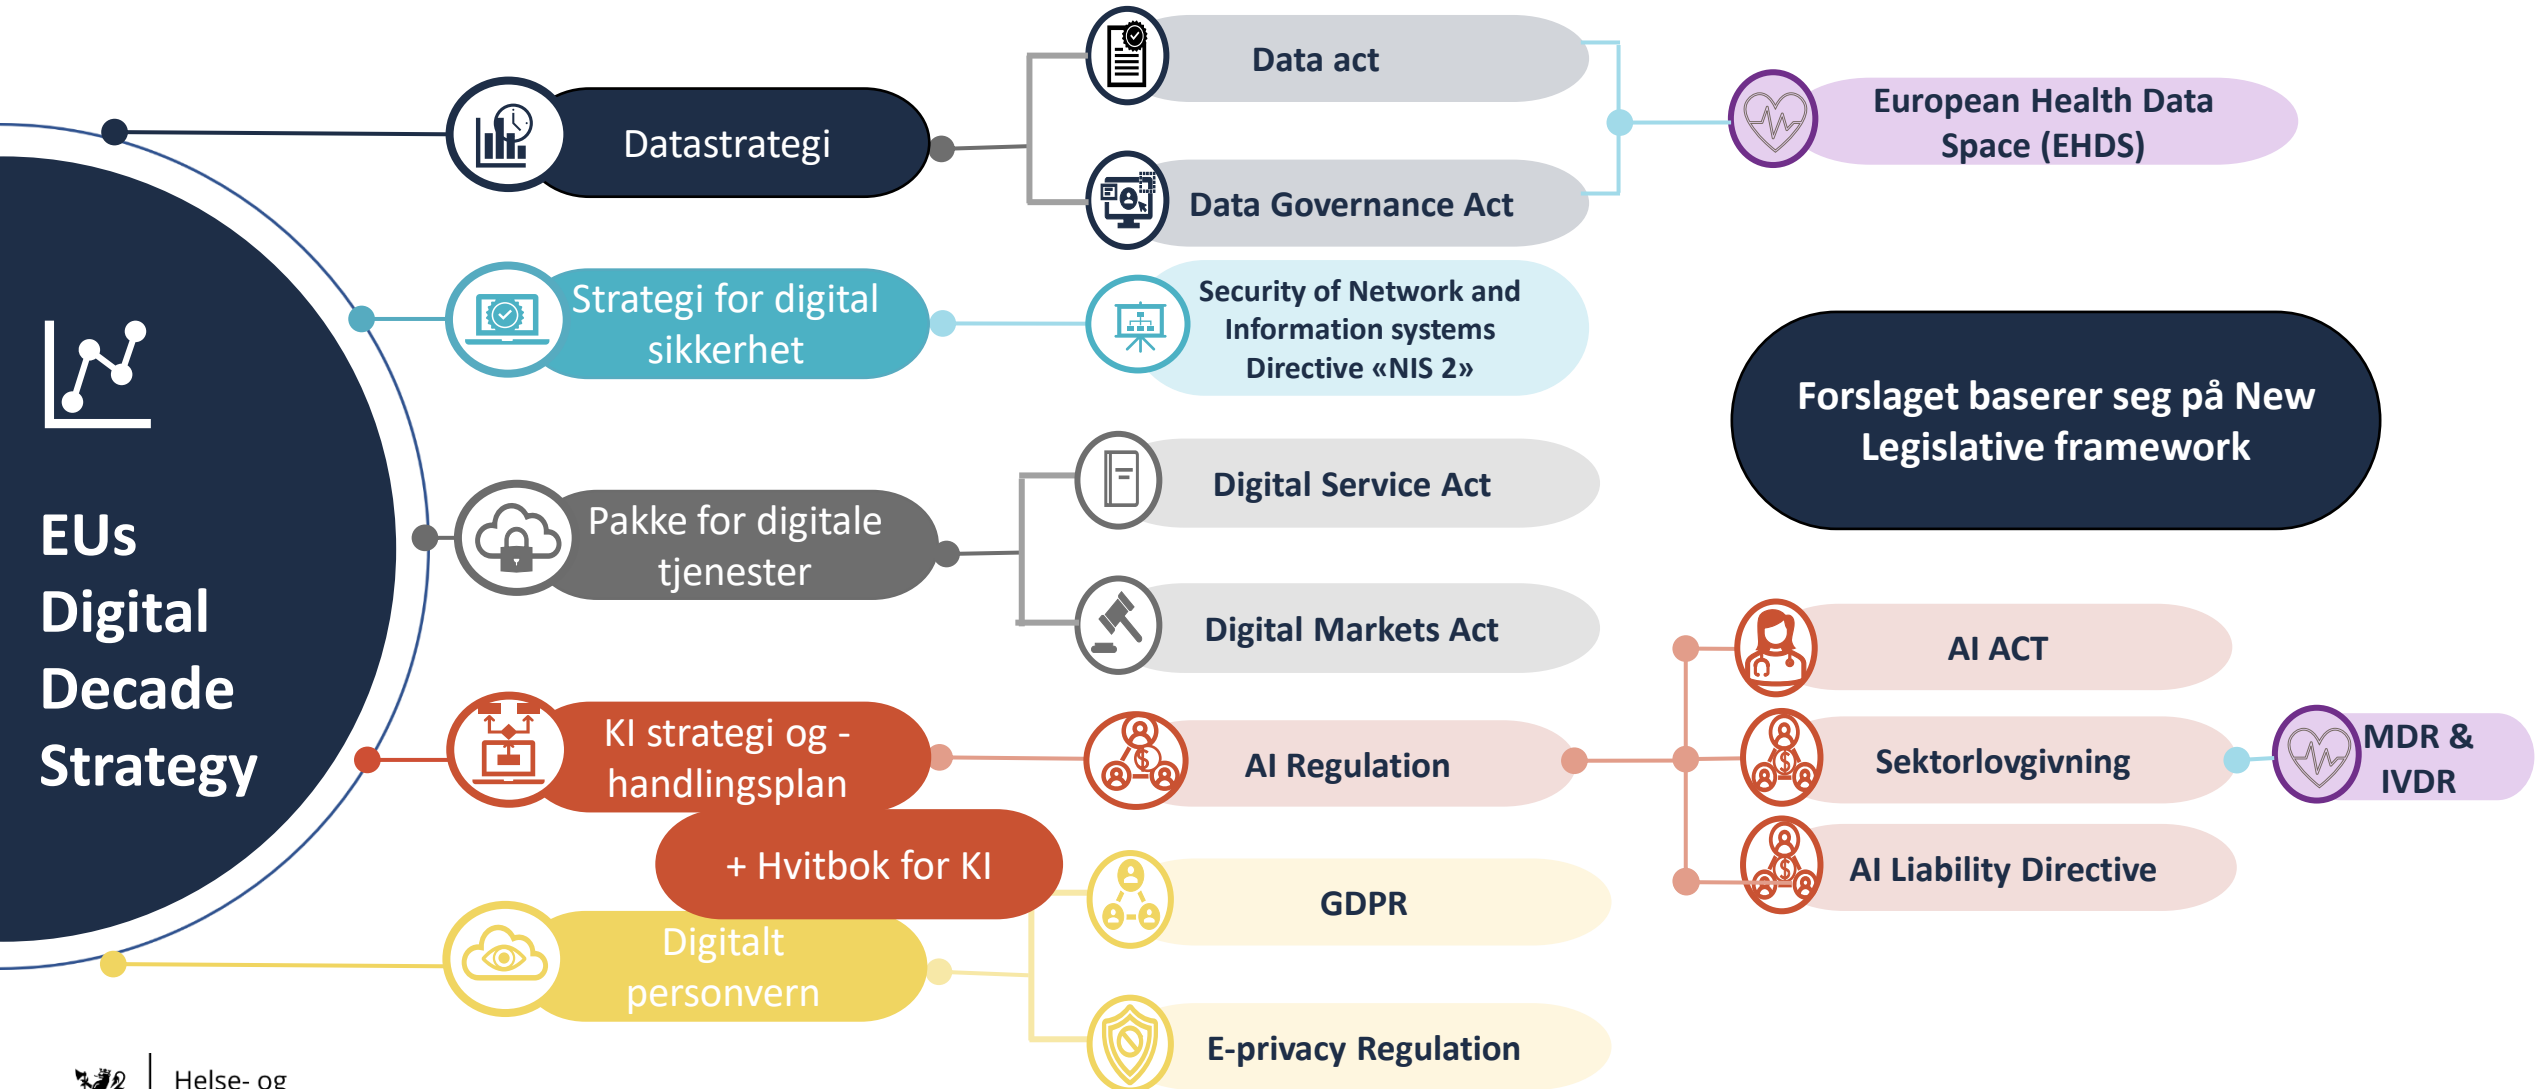 EUs
Digital
Decade
Strategy
Datastrategi
Data act
Data Governance Act
European Health Data
Space (EHDS)
Strategi for digital
sikkerhet
Security of Network and
Information systems
Directive «NIS 2»
Forslaget baserer seg på New
Legislative framework
Pakke for digitale
tjenester
Digital Service Act
Digital Markets Act
KI strategi og -
handlingsplan
+ Hvitbok for KI
AI Regulation
AI ACT
Sektorlovgivning
MDR &
IVDR
AI Liability Directive
Digitalt
personvern
GDPR
E-privacy Regulation
Helse- og